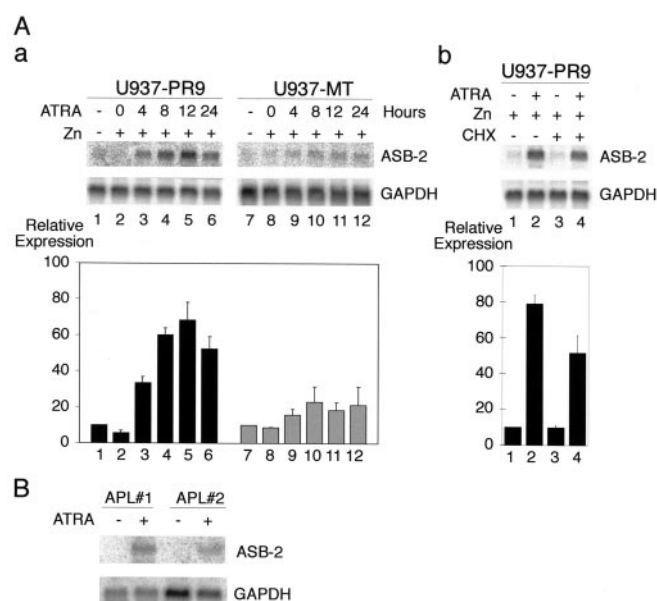 A
a
U937-PR9 U937-MT
ATRA - 0 4 8 12 24 - 0 4 8 12 24 Hours
Zn - + + + + + - + + + + +
ASB-2
GAPDH
1 2 3 4 5 6 7 8 9 10 11 12
Relative
Expression
100
80
60
40
20
0
1 2 3 4 5 6 7 8 9 10 11 12
b
U937-PR9
ATRA - + - +
Zn + + + +
CHX - - + +
ASB-2
GAPDH
1 2 3 4
Relative
Expression
100
80
60
40
20
0
1 2 3 4
B
APL#1 APL#2
ATRA - + - +
ASB-2
GAPDH